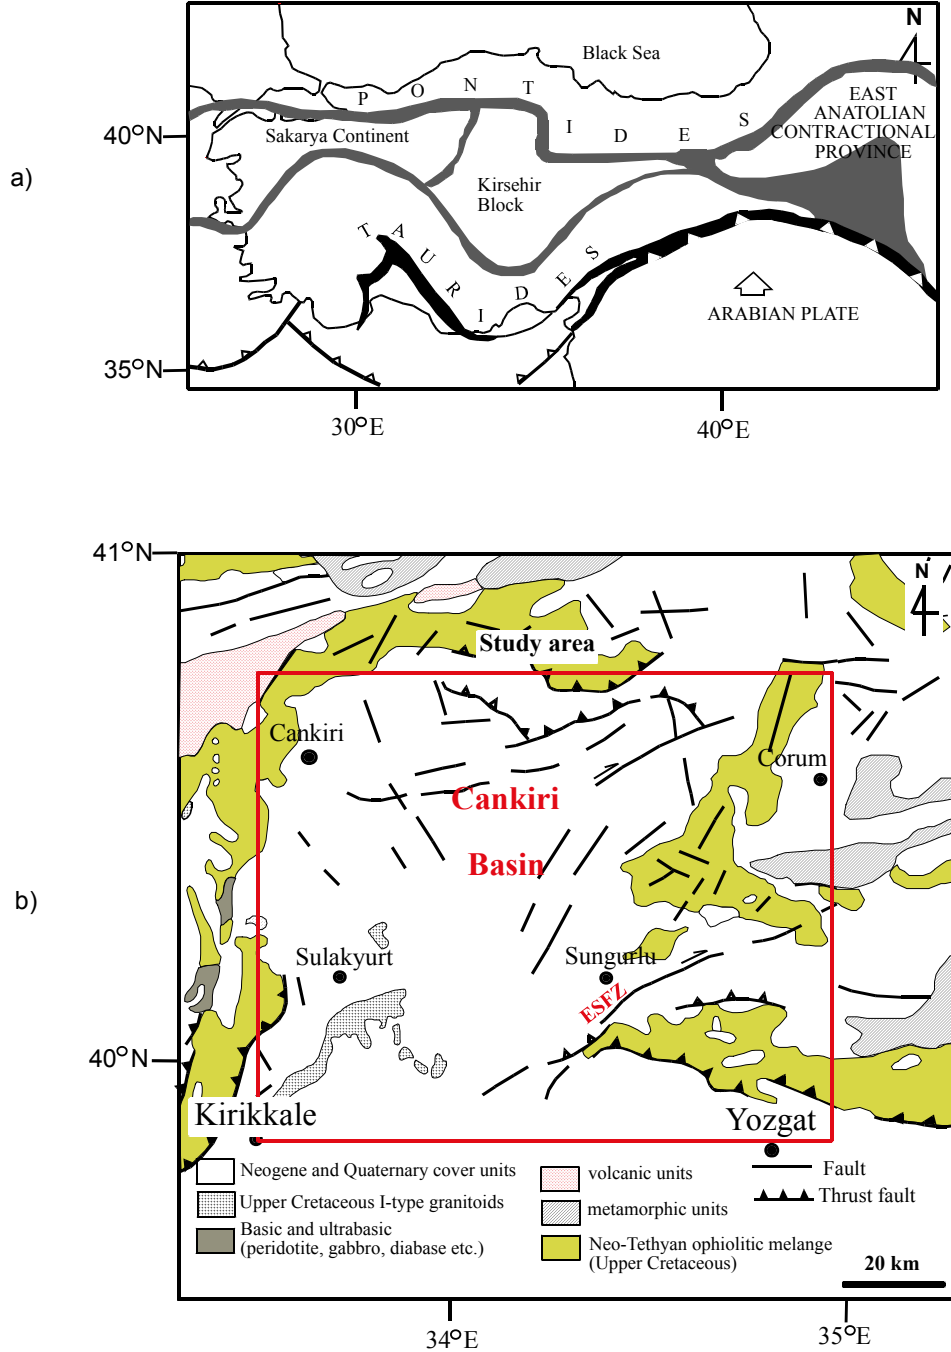 a)
Black Sea
N
P O N T I D E S
EAST
ANATOLIAN
CONTRACTIONAL
PROVINCE
40°N
Sakarya Continent
Kirsehir
Block
T A U R I D E S
ARABIAN PLATE
35°N
30°E
40°E
b)
41°N
N
Study area
Cankiri
Corum
Cankiri
Basin
Sulakyurt
Sungurlu
ESFZ
40°N
Kirikkale
Yozgat
Neogene and Quaternary cover units
Upper Cretaceous I-type granitoids
Basic and ultrabasic
(peridotite, gabbro, diabase etc.)
volcanic units
metamorphic units
Neo-Tethyan ophiolitic melange
(Upper Cretaceous)
Fault
Thrust fault
20 km
34°E
35°E